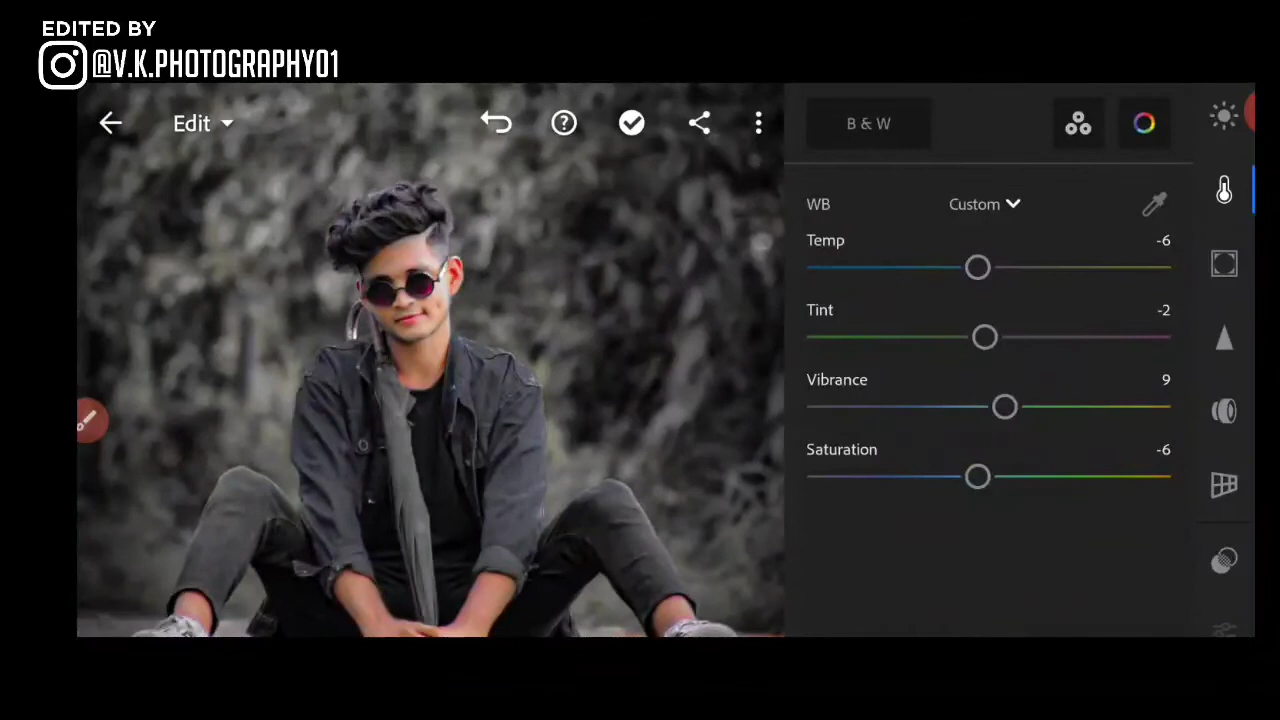 EDITED BY
@V.K.PHOTOGRAPHY01
Edit
B & W
WB
Custom
Temp
-6
Tint
-2
Vibrance
9
Saturation
-6